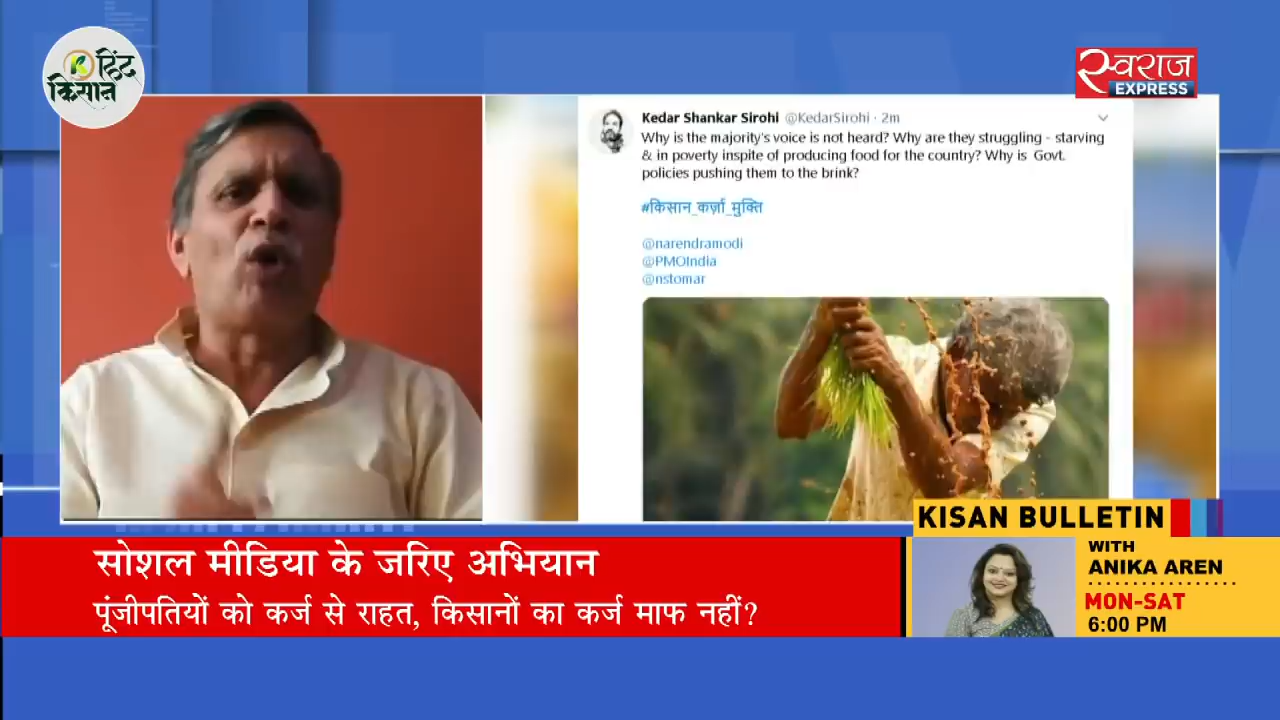 हिंद
किसान
स्वराज
EXPRESS
Kedar Shankar Sirohi @KedarSirohi · 2m
Why is the majority's voice is not heard? Why are they struggling - starving
& in poverty inspite of producing food for the country? Why is Govt.
policies pushing them to the brink?
#किसान_कर्ज़ा_मुक्ति
@narendramodi
@PMOIndia
@nstomar
KISAN BULLETIN
WITH
ANIKA AREN
MON-SAT
6:00 PM
सोशल मीडिया के जरिए अभियान
पूंजीपतियों को कर्ज से राहत, किसानों का कर्ज माफ नहीं?